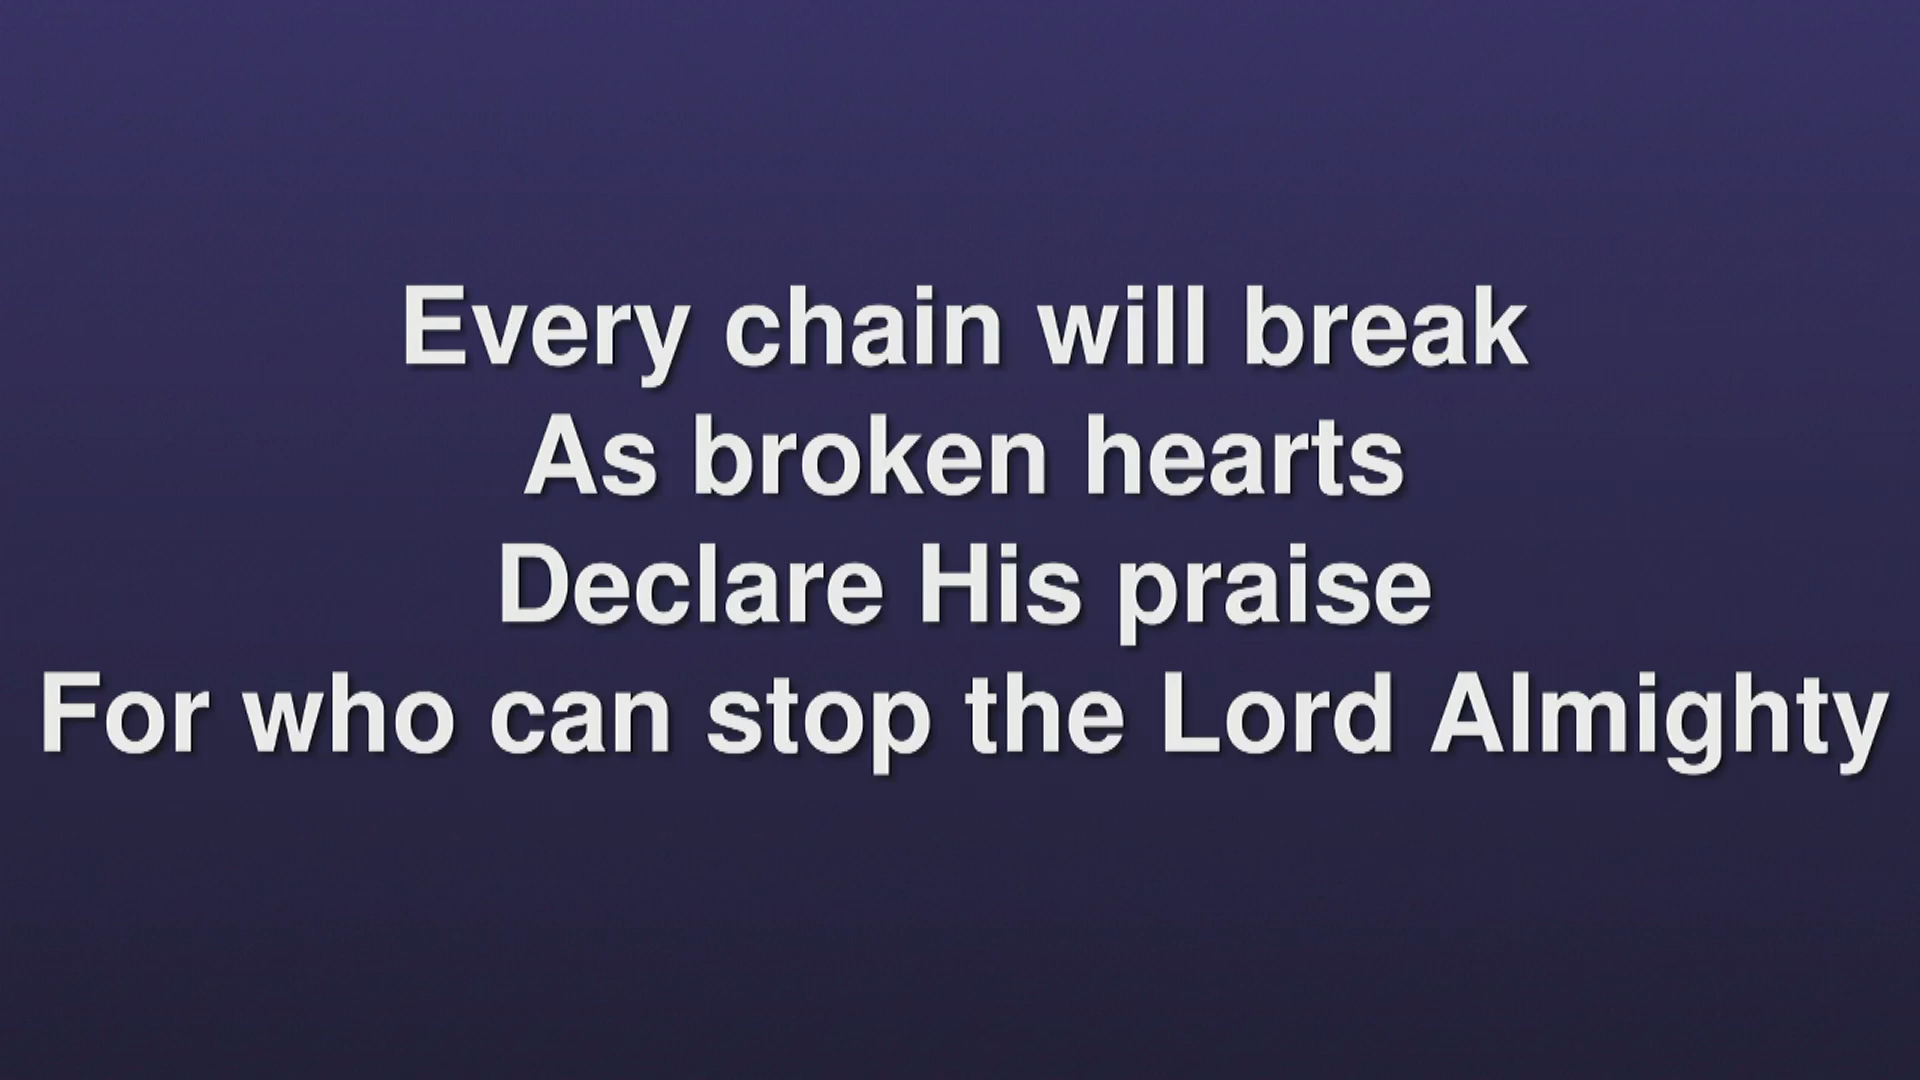 Every chain will break
As broken hearts
Declare His praise
For who can stop the Lord Almighty